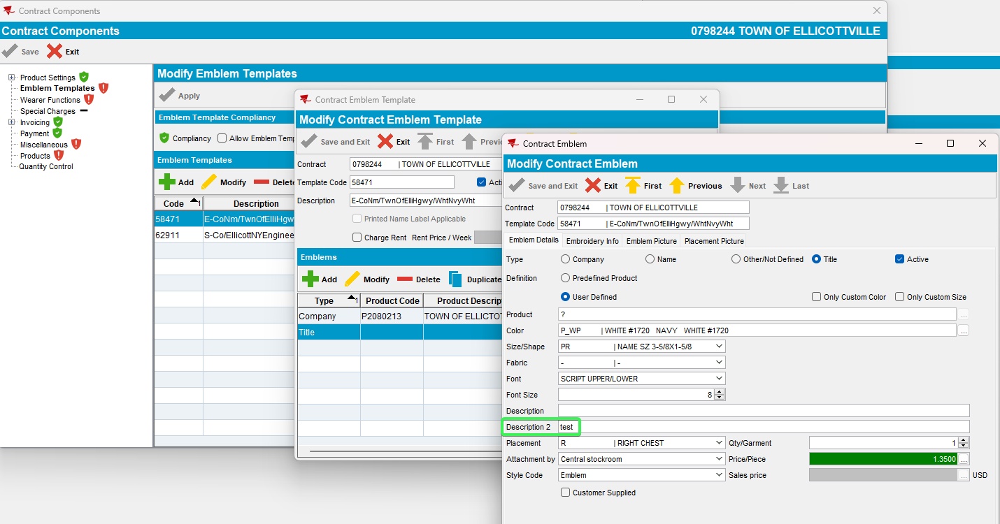 Contract Components
Contract Components 0798244 TOWN OF ELLICOTTVILLE
Save Exit
Product Settings
Emblem Templates
Wearer Functions
Special Charges
Invoicing
Payment
Miscellaneous
Products
Quantity Control
Modify Emblem Templates
Apply
Emblem Template Compliancy
Compliancy Allow Emblem Temp
Emblem Templates
Add Modify Delete
Code 1 Description
58471 E-CoNm/TwnOfElliHgwy
62911 S-Co/EllicottNYEnginee
Contract Emblem Template
Modify Contract Emblem Template
Save and Exit Exit First Previ
Contract 0798244 | TOWN OF ELLICOTTVILLE
Template Code 58471 Acti
Description E-CoNm/TwnOfElliHgwy/WhtNvyWht
Printed Name Label Applicable
Charge Rent Rent Price / Week
Emblems
Add Modify Delete Duplicate
Type 1 Product Code Product Descrip
Company P2080213 TOWN OF ELLICTOT
Title
Contract Emblem
Modify Contract Emblem
Save and Exit Exit First Previous Next Last
Contract 0798244 | TOWN OF ELLICOTTVILLE
Template Code 58471 | E-CoNm/TwnOfElliHgwy/WhtNvyWht
Emblem Details Embroidery Info Emblem Picture Placement Picture
Type Company Name Other/Not Defined Title Active
Definition Predefined Product
User Defined Only Custom Color Only Custom Size
Product ? ...
Color P_WP | WHITE #1720 NAVY WHITE #1720 ...
Size/Shape PR | NAME SZ 3-5/8X1-5/8
Fabric - | -
Font SCRIPT UPPER/LOWER
Font Size 8
Description
Description 2 test
Placement R | RIGHT CHEST Qty/Garment 1
Attachment by Central stockroom Price/Piece 1.3500 ...
Style Code Emblem Sales price ... USD
Customer Supplied